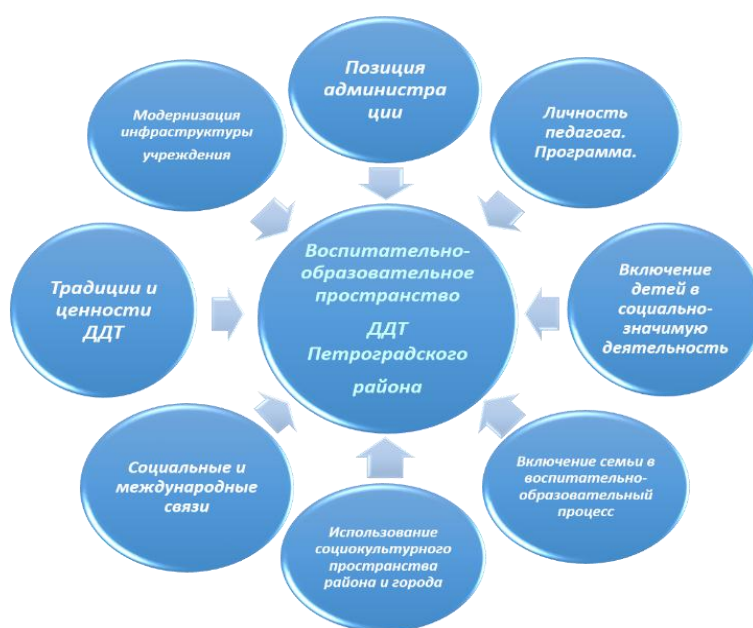 Позиция
администра
ции
Модернизация
инфраструктуры
учреждения
Личность
педагога.
Программа.
Традиции и
ценности
ДДТ
Воспитательно-
образовательное
пространство
ДДТ
Петроградского
района
Включение
детей в
социально-
значимую
деятельность
Социальные и
международные
связи
Использование
социокультурного
пространства
района и города
Включение семьи в
воспитательно-
образовательный
процесс